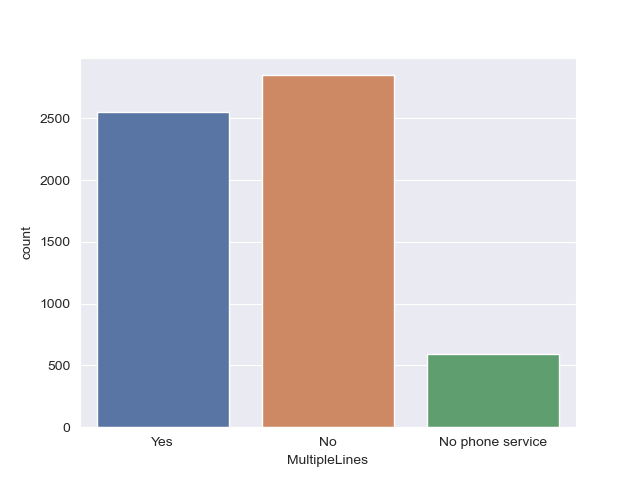 2500
2000
1500
1000
500
0
count
Yes
No
No phone service
MultipleLines